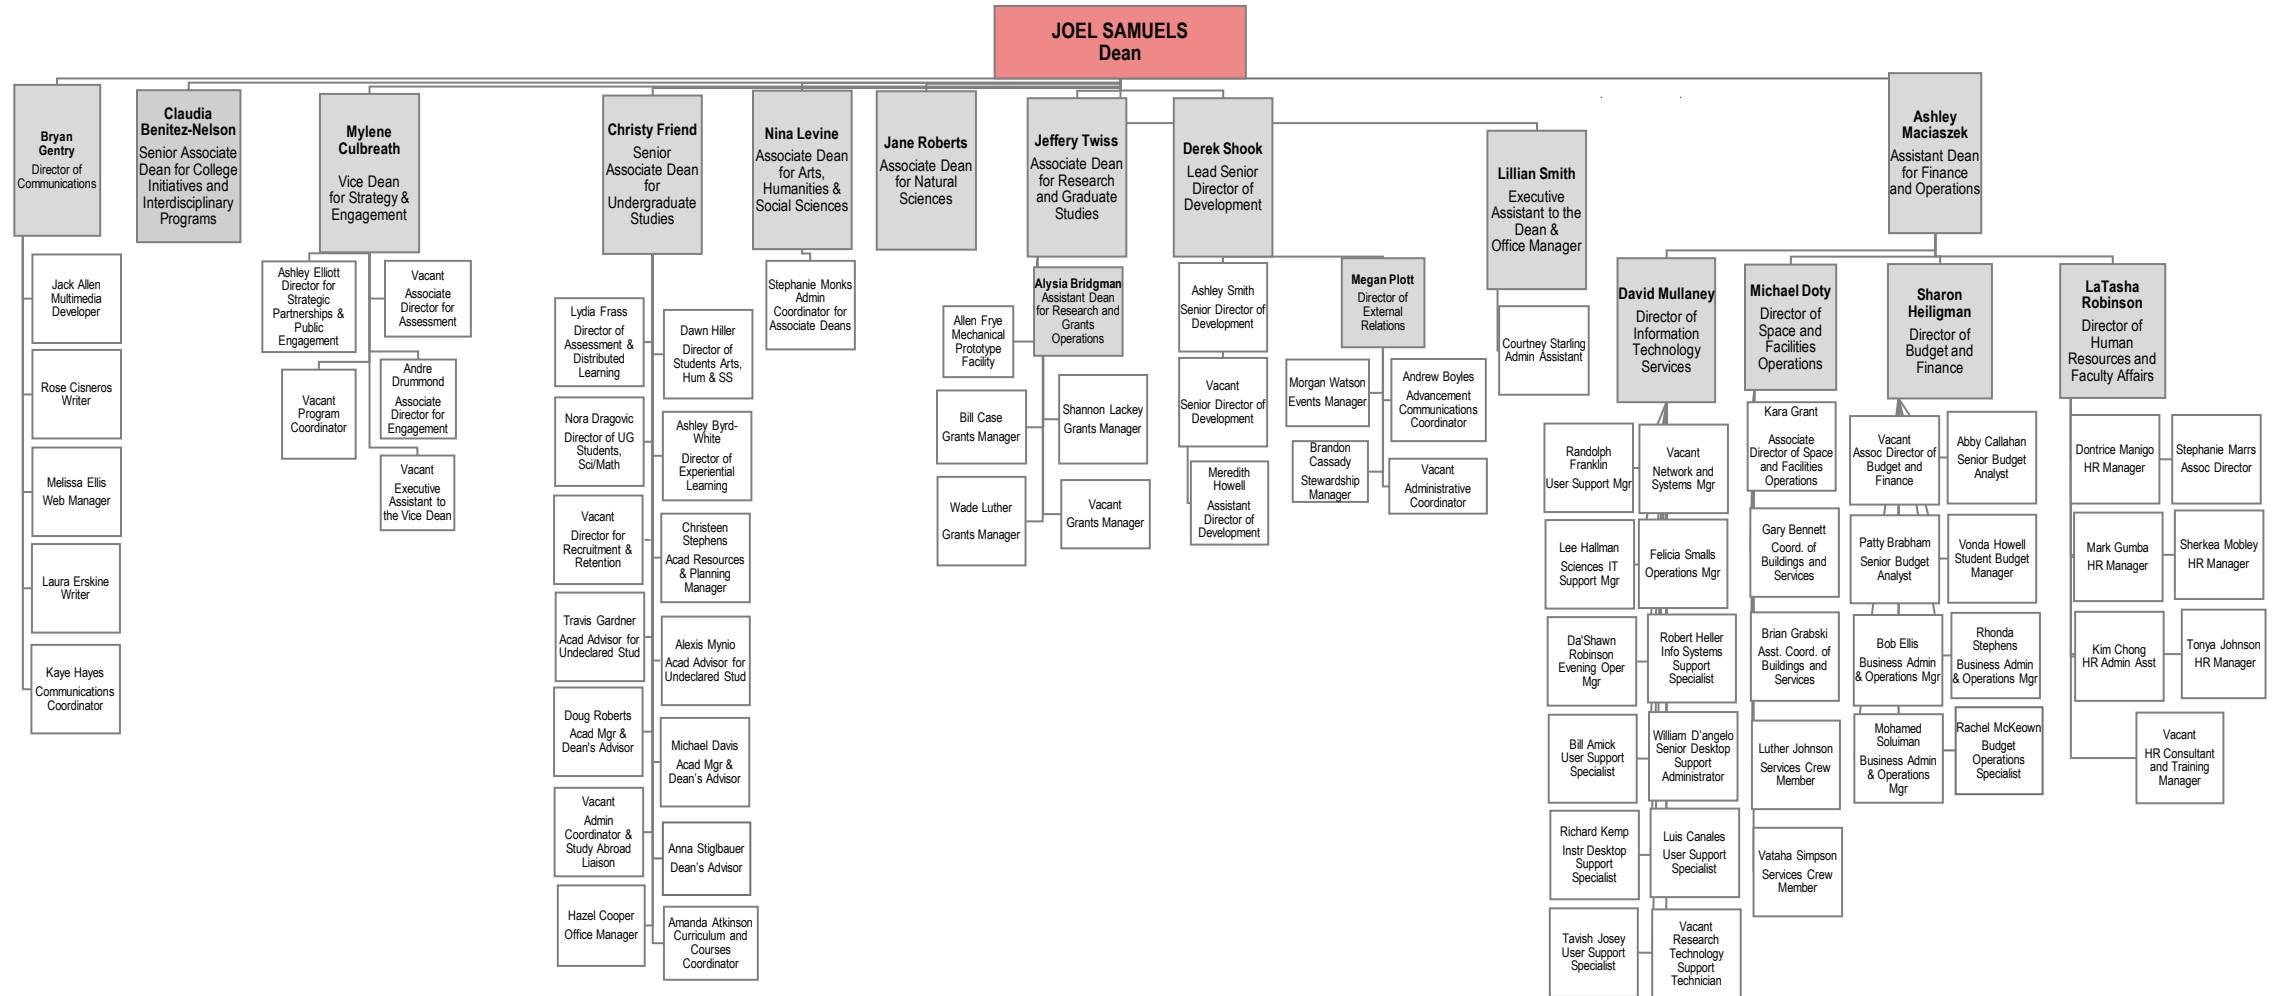 JOEL SAMUELS
Dean
Bryan
Gentry
Director of
Communications
Jack Allen
Multimedia
Developer
Rose Cisneros
Writer
Melissa Ellis
Web Manager
Laura Erskine
Writer
Kaye Hayes
Communications
Coordinator
Claudia
Benitez-Nelson
Senior Associate
Dean for College
Initiatives and
Interdisciplinary
Programs
Mylene
Culbreath
Vice Dean
for Strategy &
Engagement
Ashley Elliott
Director for
Strategic
Partnerships &
Public
Engagement
Vacant
Associate
Director for
Assessment
Vacant
Program
Coordinator
Andre
Drummond
Associate
Director for
Engagement
Vacant
Executive
Assistant to
the Vice Dean
Christy Friend
Senior
Associate Dean
for
Undergraduate
Studies
Lydia Frass
Director of
Assessment &
Distributed
Learning
Dawn Hiller
Director of
Students Arts,
Hum & SS
Nora Dragovic
Director of UG
Students,
Sci/Math
Ashley Byrd-
White
Director of
Experiential
Learning
Vacant
Director for
Recruitment &
Retention
Christeen
Stephens
Acad Resources
& Planning
Manager
Travis Gardner
Acad Advisor for
Undeclared Stud
Alexis Mynio
Acad Advisor for
Undeclared Stud
Doug Roberts
Acad Mgr &
Dean's Advisor
Michael Davis
Acad Mgr &
Dean’s Advisor
Vacant
Admin
Coordinator &
Study Abroad
Liaison
Anna Stiglbauer
Dean’s Advisor
Hazel Cooper
Office Manager
Amanda Atkinson
Curriculum and
Courses
Coordinator
Nina Levine
Associate Dean
for Arts,
Humanities &
Social Sciences
Stephanie Monks
Admin
Coordinator for
Associate Deans
Jane Roberts
Associate Dean
for Natural
Sciences
Jeffery Twiss
Associate Dean
for Research
and Graduate
Studies
Alysia Bridgman
Assistant Dean
for Research and
Grants
Operations
Allen Frye
Mechanical
Prototype
Facility
Bill Case
Grants Manager
Shannon Lackey
Grants Manager
Wade Luther
Grants Manager
Vacant
Grants Manager
Derek Shook
Lead Senior
Director of
Development
Ashley Smith
Senior Director of
Development
Vacant
Senior Director of
Development
Meredith
Howell
Assistant
Director of
Development
Megan Plott
Director of
External
Relations
Morgan Watson
Events Manager
Andrew Boyles
Advancement
Communications
Coordinator
Brandon
Cassady
Stewardship
Manager
Vacant
Administrative
Coordinator
Lillian Smith
Executive
Assistant to the
Dean &
Office Manager
Courtney Starling
Admin Assistant
Ashley
Maciaszek
Assistant Dean
for Finance
and Operations
David Mullaney
Director of
Information
Technology
Services
Randolph
Franklin
User Support Mgr
Vacant
Network and
Systems Mgr
Lee Hallman
Sciences IT
Support Mgr
Felicia Smalls
Operations Mgr
Da'Shawn
Robinson
Evening Oper
Mgr
Robert Heller
Info Systems
Support
Specialist
Bill Amick
User Support
Specialist
William D’angelo
Senior Desktop
Support
Administrator
Richard Kemp
Instr Desktop
Support
Specialist
Luis Canales
User Support
Specialist
Tavish Josey
User Support
Specialist
Vacant
Research
Technology
Support
Technician
Michael Doty
Director of
Space and
Facilities
Operations
Kara Grant
Associate
Director of Space
and Facilities
Operations
Gary Bennett
Coord. of
Buildings and
Services
Brian Grabski
Asst. Coord. of
Buildings and
Services
Luther Johnson
Services Crew
Member
Vataha Simpson
Services Crew
Member
Sharon
Heiligman
Director of
Budget and
Finance
Vacant
Assoc Director of
Budget and
Finance
Abby Callahan
Senior Budget
Analyst
Patty Brabham
Senior Budget
Analyst
Vonda Howell
Student Budget
Manager
Bob Ellis
Business Admin
& Operations Mgr
Rhonda
Stephens
Business Admin
& Operations Mgr
Mohamed
Soluiman
Business Admin
& Operations
Mgr
Rachel McKeown
Budget
Operations
Specialist
LaTasha
Robinson
Director of
Human
Resources and
Faculty Affairs
Dontrice Manigo
HR Manager
Stephanie Marrs
Assoc Director
Mark Gumba
HR Manager
Sherkea Mobley
HR Manager
Kim Chong
HR Admin Asst
Tonya Johnson
HR Manager
Vacant
HR Consultant
and Training
Manager